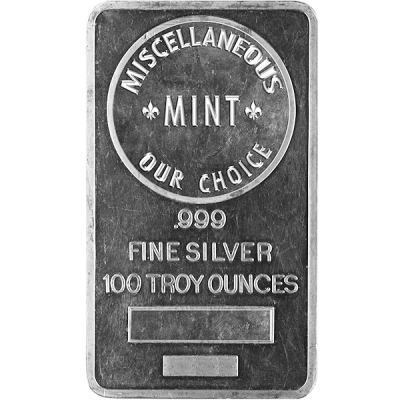 MISCELLANEOUS
MINT
OUR CHOICE
.999
FINE SILVER
100 TROY OUNCES